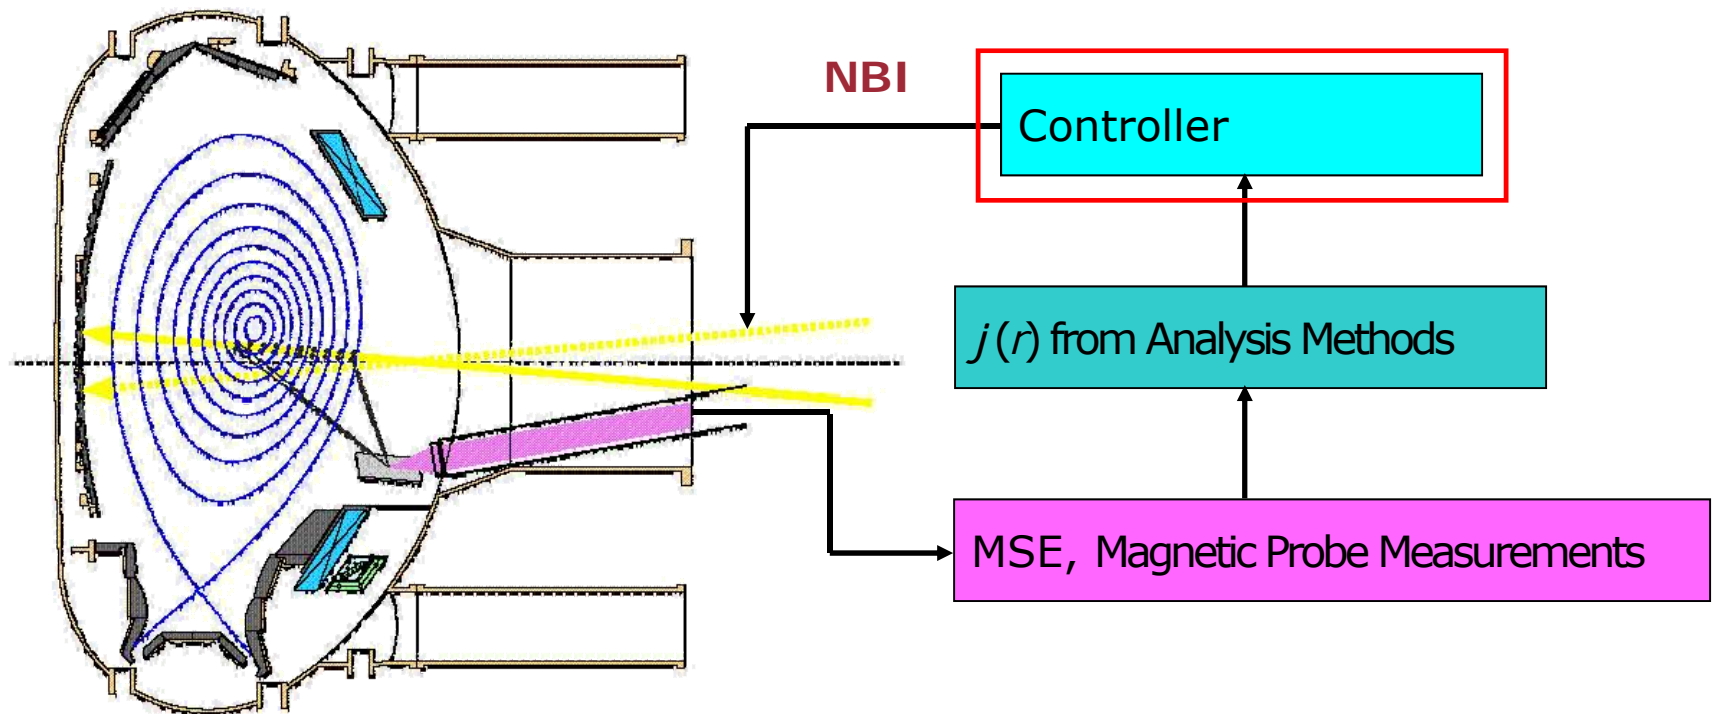 NBI
Controller
j(r) from Analysis Methods
MSE, Magnetic Probe Measurements